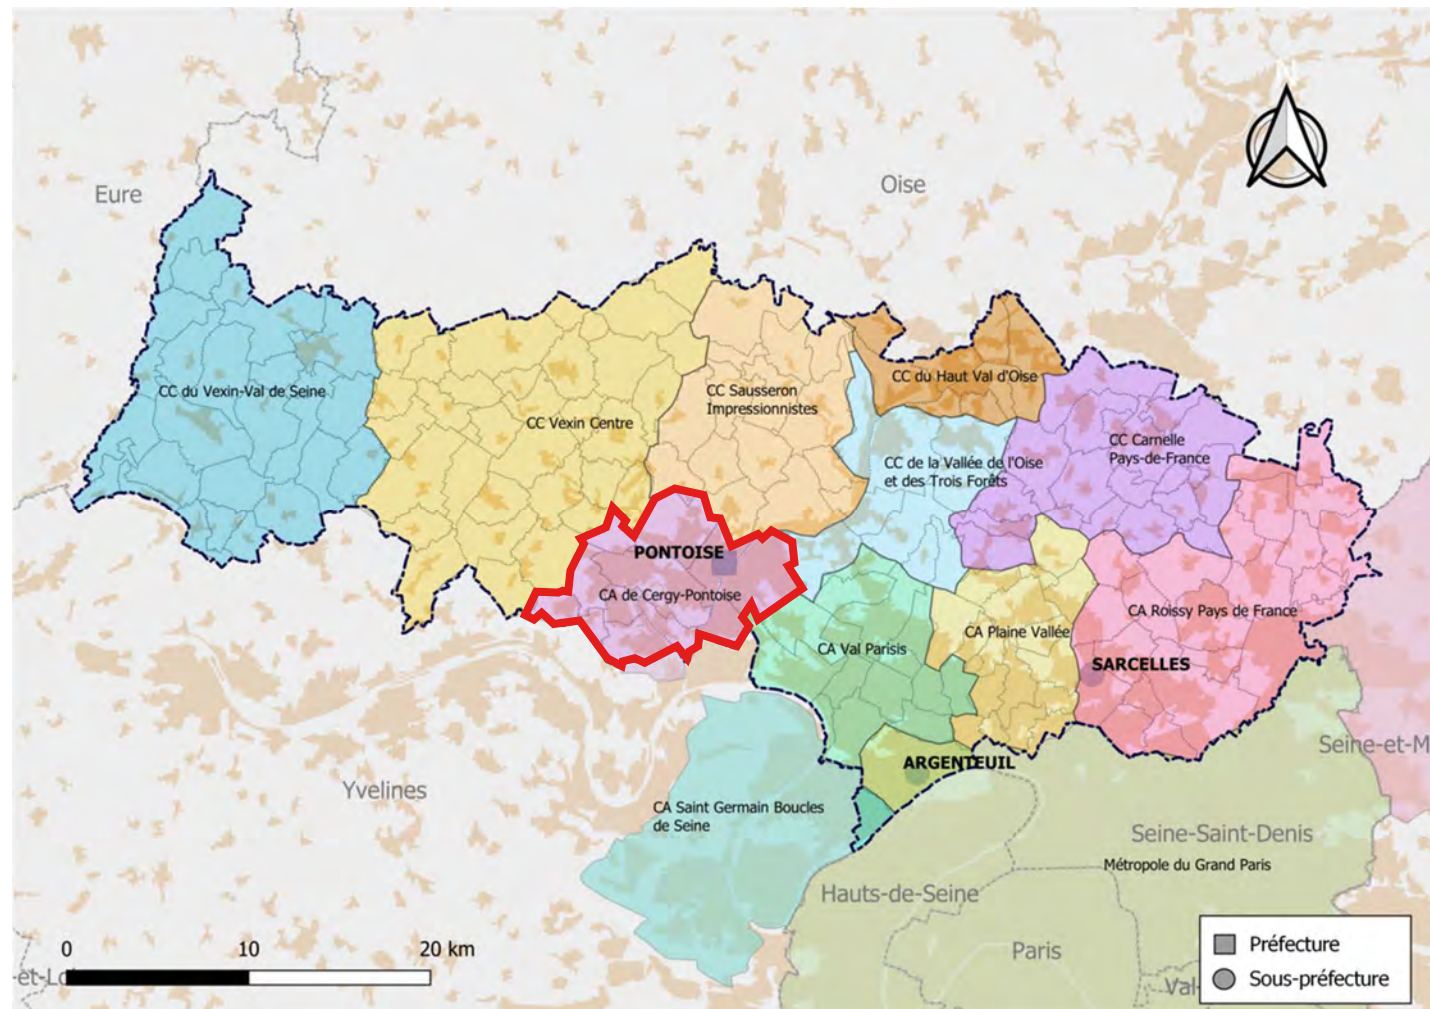 N
Eure
Oise
CC du Vexin-Val de Seine
CC Vexin Centre
CC Sausseron
Impressionnistes
CC du Haut Val d'Oise
CC de la Vallée de l'Oise
et des Trois Forêts
CC Carnelle
Pays-de-France
PONTOISE
CA de Cergy-Pontoise
CA Val Parisis
CA Plaine Vallée
CA Roissy Pays de France
SARCELLES
ARGENTEUIL
Seine-et-M
Yvelines
CA Saint Germain Boucles
de Seine
Seine-Saint-Denis
Métropole du Grand Paris
Hauts-de-Seine
Paris
Val-
0 10 20 km
Préfecture
Sous-préfecture